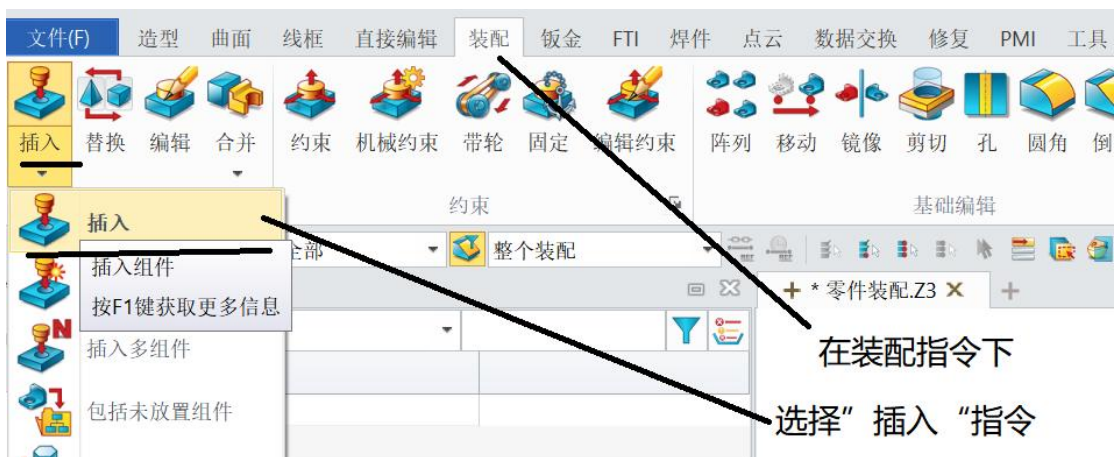 文件(F) 造型 曲面 线框 直接编辑 装配 钣金 FTI 焊件 点云 数据交换 修复 PMI 工具
插入 替换 编辑 合并 约束 机械约束 带轮 固定 编辑约束 阵列 移动 镜像 剪切 孔 圆角 倒
约束 基础编辑
插入
全部 整个装配
插入组件
按F1键获取更多信息
* 零件装配.Z3
插入多组件
包括未放置组件
在装配指令下
选择”插入“指令